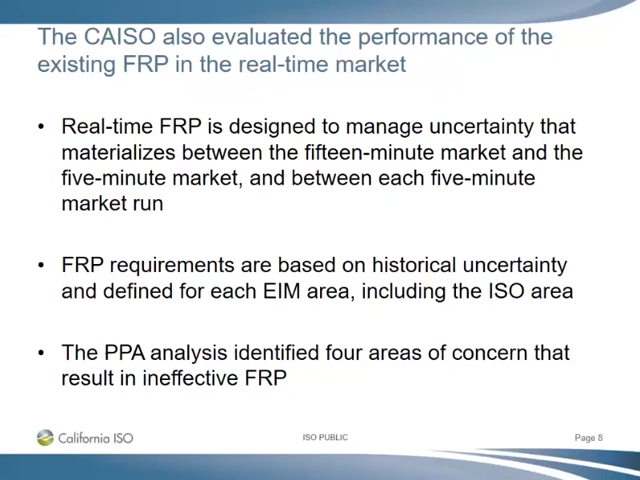 The CAISO also evaluated the performance of the
existing FRP in the real-time market
• Real-time FRP is designed to manage uncertainty that
materializes between the fifteen-minute market and the
five-minute market, and between each five-minute
market run
• FRP requirements are based on historical uncertainty
and defined for each EIM area, including the ISO area
• The PPA analysis identified four areas of concern that
result in ineffective FRP
California ISO
ISO PUBLIC
Page 8